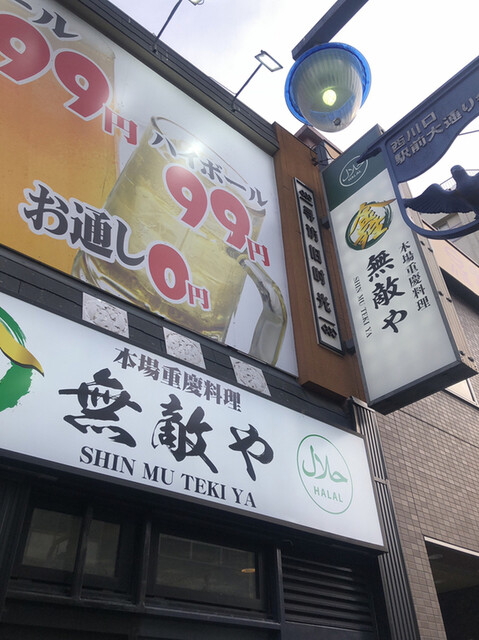 ール
99円
ハイボール
99円
お通し0円
本場重慶料理
無敵や
SHIN MU TEKI YA
حلال
HALAL
حلال
HALAL
無敵や
本場重慶料理
SHIN MU TEKI YA
西川口
駅前大通り